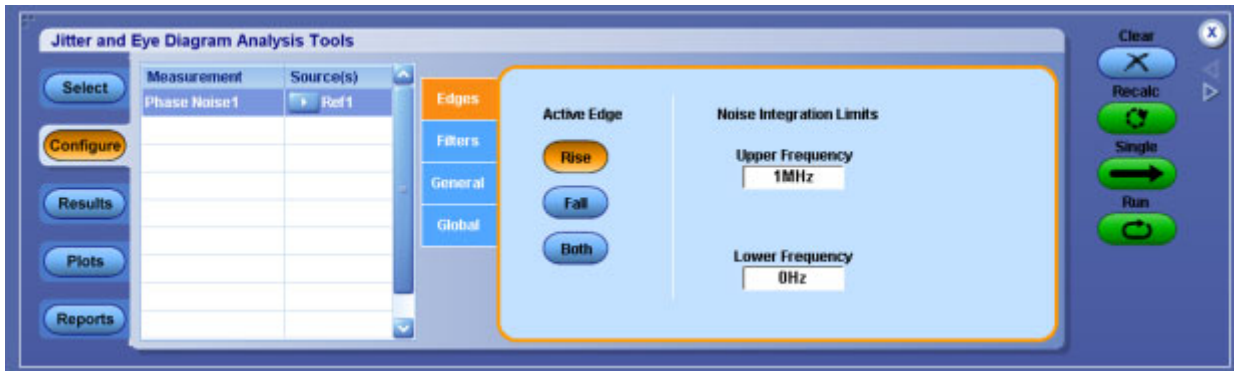 Jitter and Eye Diagram Analysis Tools
Select
Configure
Results
Plots
Reports
Measurement Source(s)
Phase Noise1 Ref1
Edges
Filters
General
Global
Active Edge
Rise
Fall
Both
Noise Integration Limits
Upper Frequency
1MHz
Lower Frequency
0Hz
Clear
X
Recalc
Single
Run